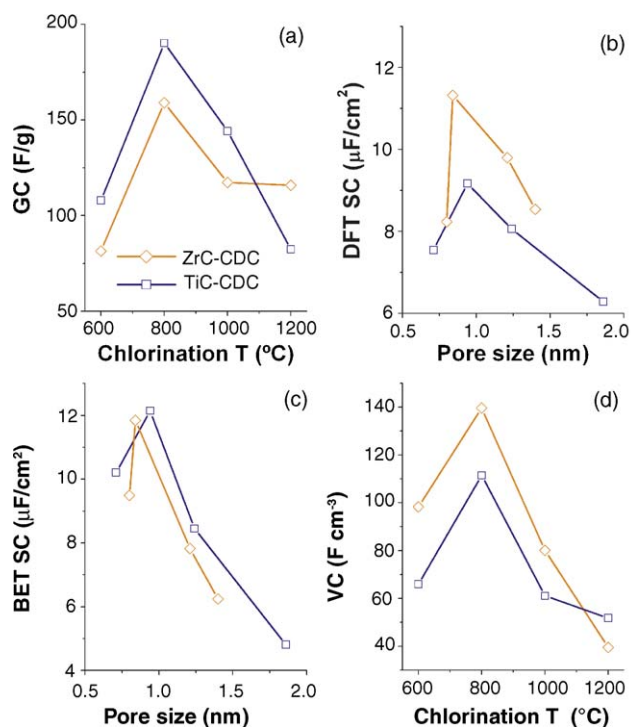 200
(a)
150
100
50
GC (F/g)
ZrC-CDC
TiC-CDC
600 800 1000 1200
Chlorination T (ºC)
(b)
12
10
8
6
DFT SC (µF/cm²)
0.5 1.0 1.5 2.0
Pore size (nm)
(c)
12
10
8
6
4
BET SC (µF/cm²)
0.5 1.0 1.5 2.0
Pore size (nm)
(d)
140
120
100
80
60
40
VC (F cm⁻³)
600 800 1000 1200
Chlorination T (°C)